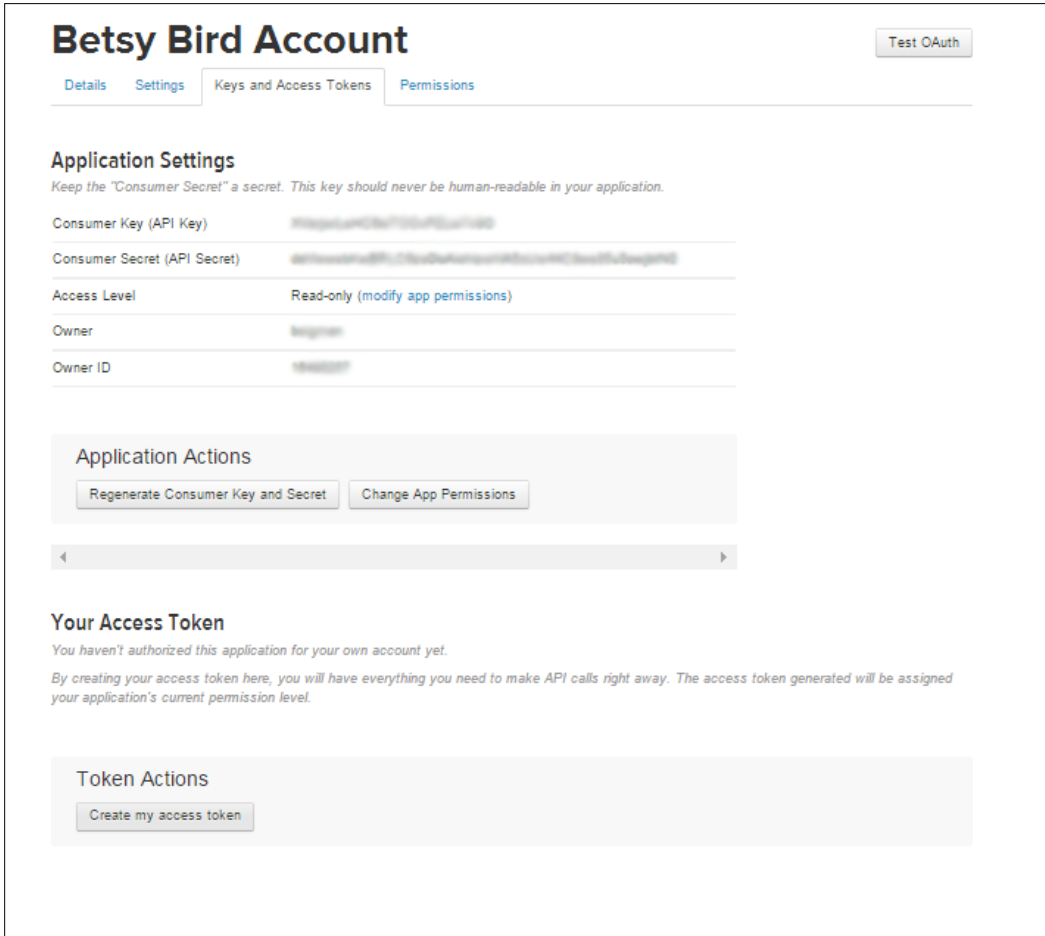 Betsy Bird Account
Test OAuth
Details Settings Keys and Access Tokens Permissions
Application Settings
Keep the "Consumer Secret" a secret. This key should never be human-readable in your application.
Consumer Key (API Key)
Consumer Secret (API Secret)
Access Level Read-only (modify app permissions)
Owner
Owner ID
Application Actions
Regenerate Consumer Key and Secret Change App Permissions
Your Access Token
You haven't authorized this application for your own account yet.
By creating your access token here, you will have everything you need to make API calls right away. The access token generated will be assigned
your application's current permission level.
Token Actions
Create my access token